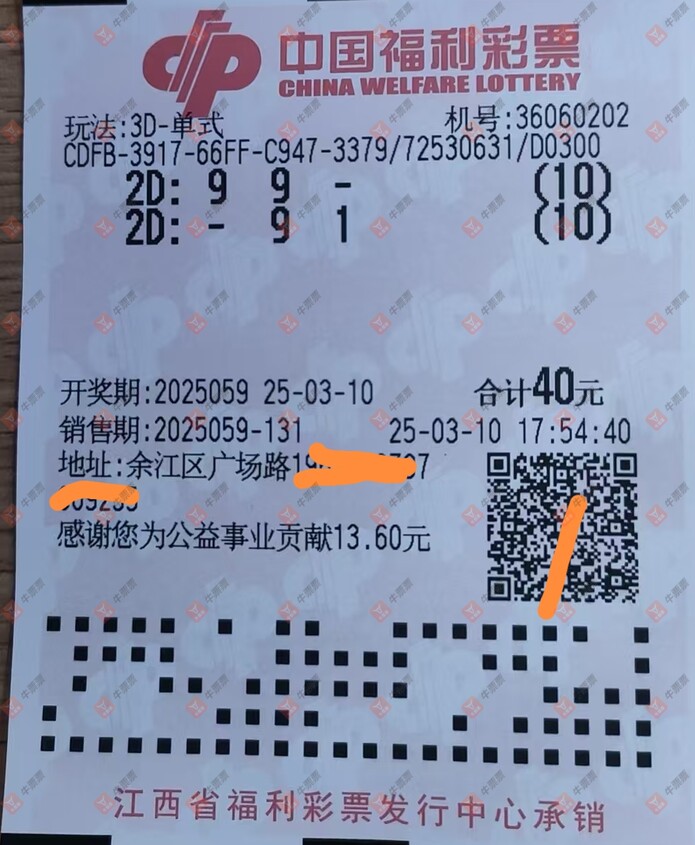 中国福利彩票
CHINA WELFARE LOTTERY
玩法:3D-单式 机号:36060202
CDFB-3917-66FF-C947-3379/72530631/D0300
2D: 9 9 - (10)
2D: - 9 1 (10)
开奖期:2025059 25-03-10 合计40元
销售期:2025059-131 25-03-10 17:54:40
地址:余江区广场路
感谢您为公益事业贡献13.60元
江西省福利彩票发行中心承销